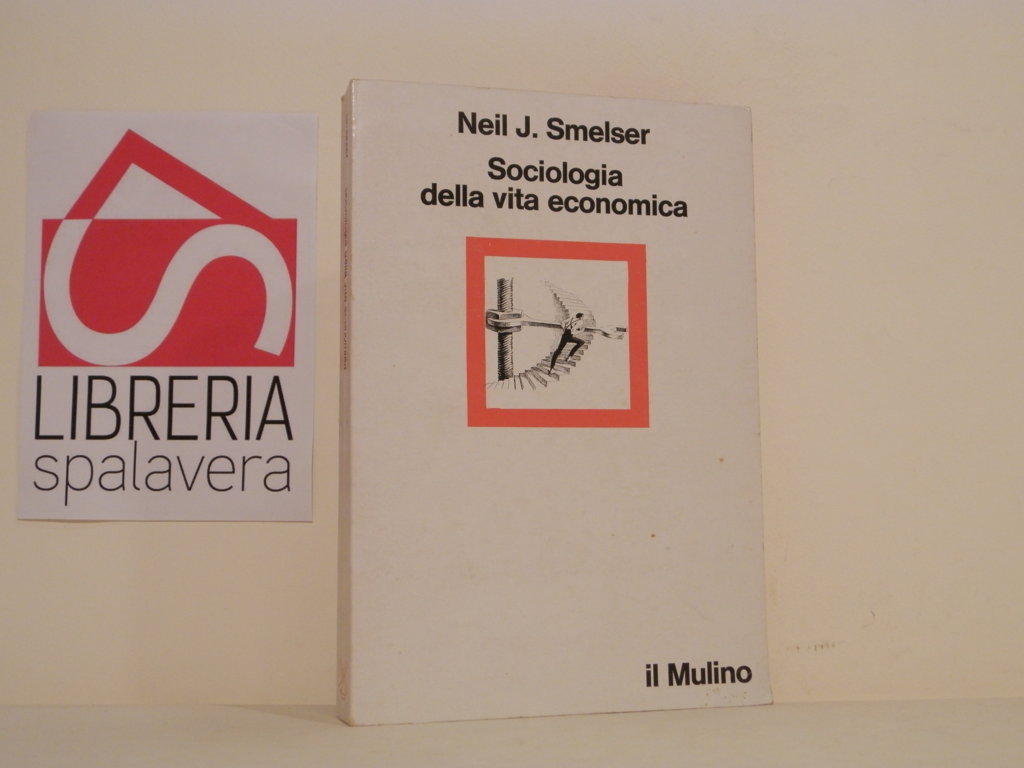 LIBRERIA
spalavera
Neil J. Smelser
Sociologia
della vita economica
il Mulino